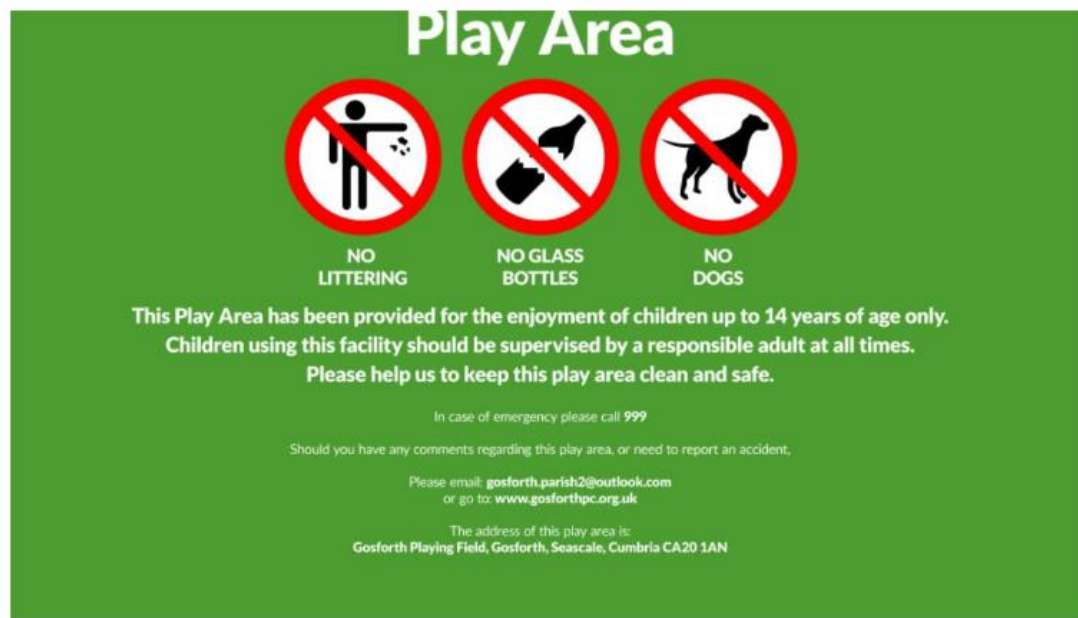 Play Area
NO
LITTERING
NO GLASS
BOTTLES
NO
DOGS
This Play Area has been provided for the enjoyment of children up to 14 years of age only.
Children using this facility should be supervised by a responsible adult at all times.
Please help us to keep this play area clean and safe.
In case of emergency please call 999
Should you have any comments regarding this play area, or need to report an accident,
Please email: gosforth.parish2@outlook.com
or go to: www.gosforthpc.org.uk
The address of this play area is:
Gosforth Playing Field, Gosforth, Seascale, Cumbria CA20 1AN